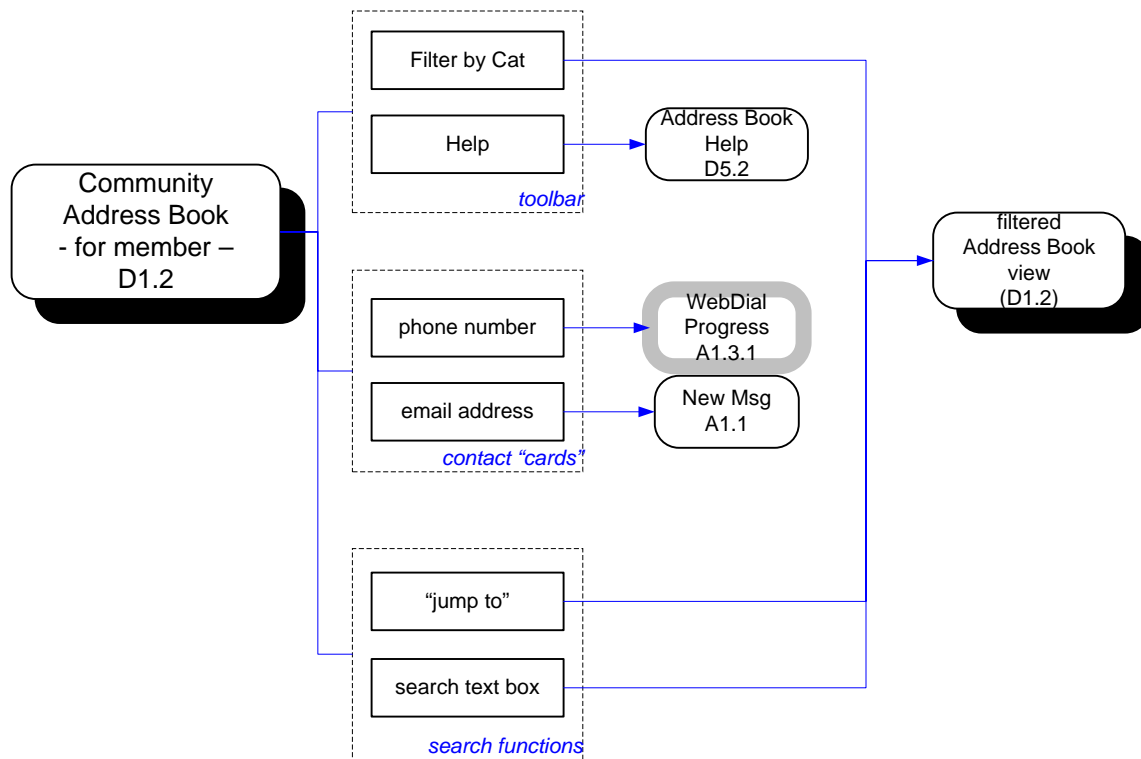 Community
Address Book
- for member –
D1.2
Filter by Cat
Help
toolbar
Address Book
Help
D5.2
phone number
email address
contact “cards”
WebDial
Progress
A1.3.1
New Msg
A1.1
“jump to”
search text box
search functions
filtered
Address Book
view
(D1.2)